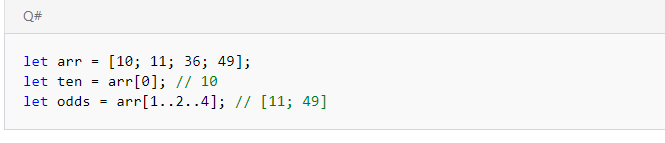 Q#
let arr = [10; 11; 36; 49];
let ten = arr[0]; // 10
let odds = arr[1..2..4]; // [11; 49]